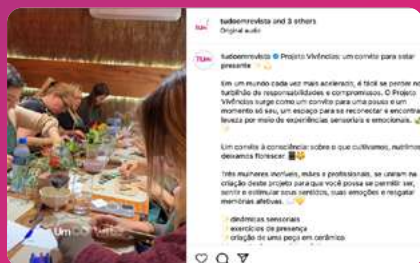 tudoemrevista and 3 others
Original audio
tudoemrevista Projeto Vivências: um convite para estar
presente
Em um mundo cada vez mais acelerado, é fácil se perder no
turbilhão de responsabilidades e compromissos. O Projeto
Vivências surge como um convite para uma pausa e um
momento só seu, um espaço para se reconectar e encontrar
leveza por meio de experiências sensoriais e emocionais.
Um convite à consciência: sobre o que cultivamos, nutrimos
deixamos florescer
Três mulheres incríveis, mães e profissionais, se uniram na
criação deste projeto para que você possa se permitir ser,
sentir e estimular seus sentidos, suas emoções e resgatar
memórias afetivas.
dinâmicas sensoriais
exercícios de presença
criação de uma peça em cerâmica
Um